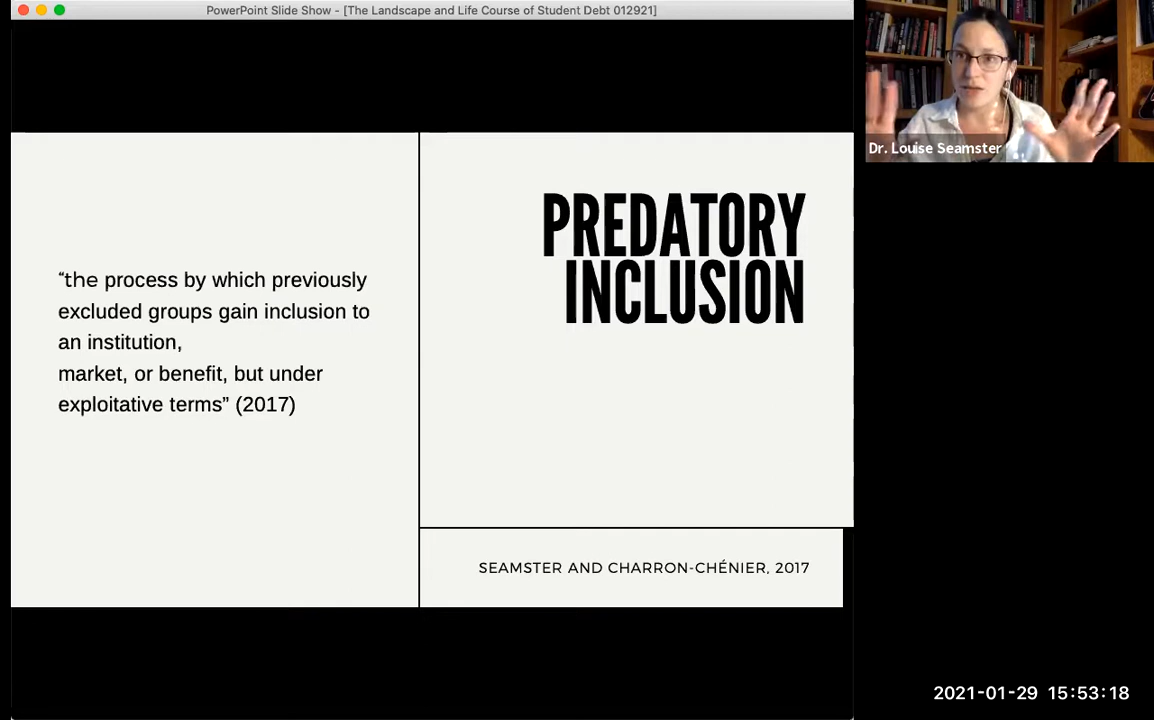 PowerPoint Slide Show - [The Landscape and Life Course of Student Debt 012921]
Dr. Louise Seamster
“the process by which previously
excluded groups gain inclusion to
an institution,
market, or benefit, but under
exploitative terms” (2017)
PREDATORY
INCLUSION
SEAMSTER AND CHARRON-CHÉNIER, 2017
2021-01-29 15:53:18